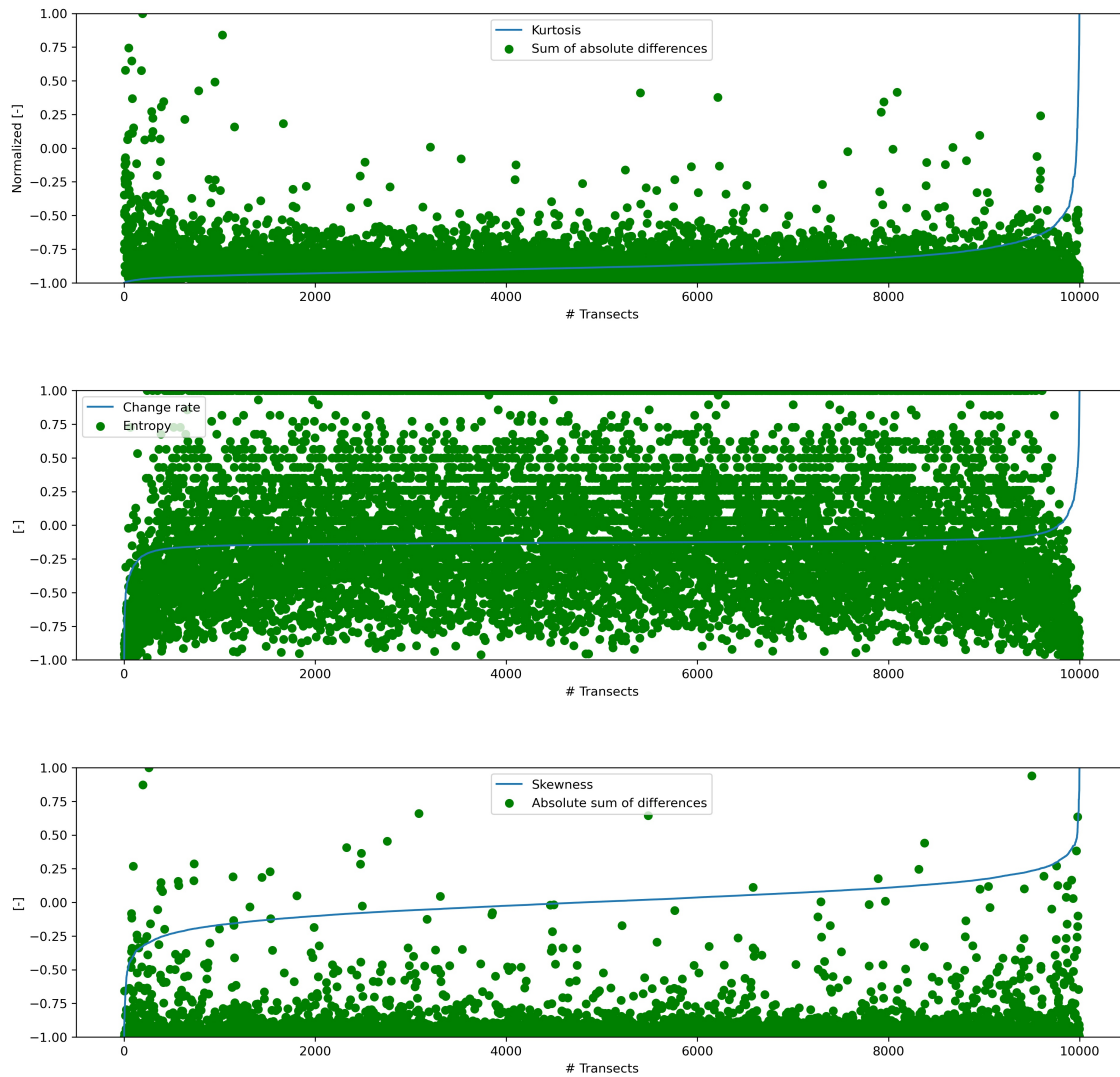 Kurtosis
Sum of absolute differences
Normalized [-]
1.00
0.75
0.50
0.25
0.00
−0.25
−0.50
−0.75
−1.00
0 2000 4000 6000 8000 10000
# Transects
Change rate
Entropy
[-]
1.00
0.75
0.50
0.25
0.00
−0.25
−0.50
−0.75
−1.00
0 2000 4000 6000 8000 10000
# Transects
Skewness
Absolute sum of differences
[-]
1.00
0.75
0.50
0.25
0.00
−0.25
−0.50
−0.75
−1.00
0 2000 4000 6000 8000 10000
# Transects